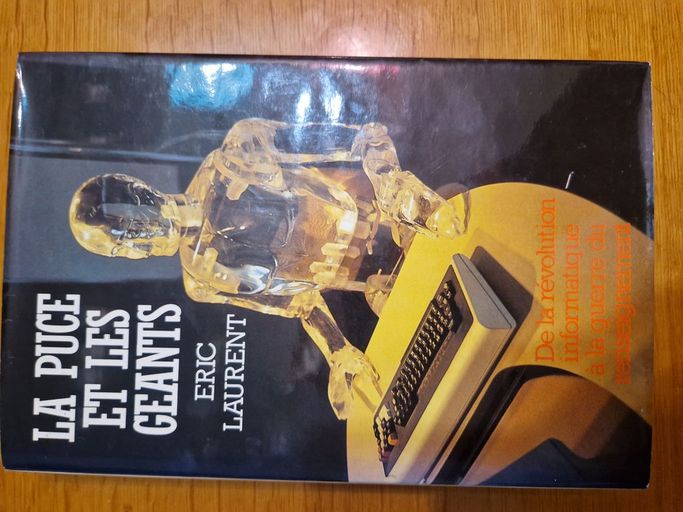 LA PUCE
ET LES
GEANTS
ERIC
LAURENT
De la révolution
informatique
à la guerre du
renseignement